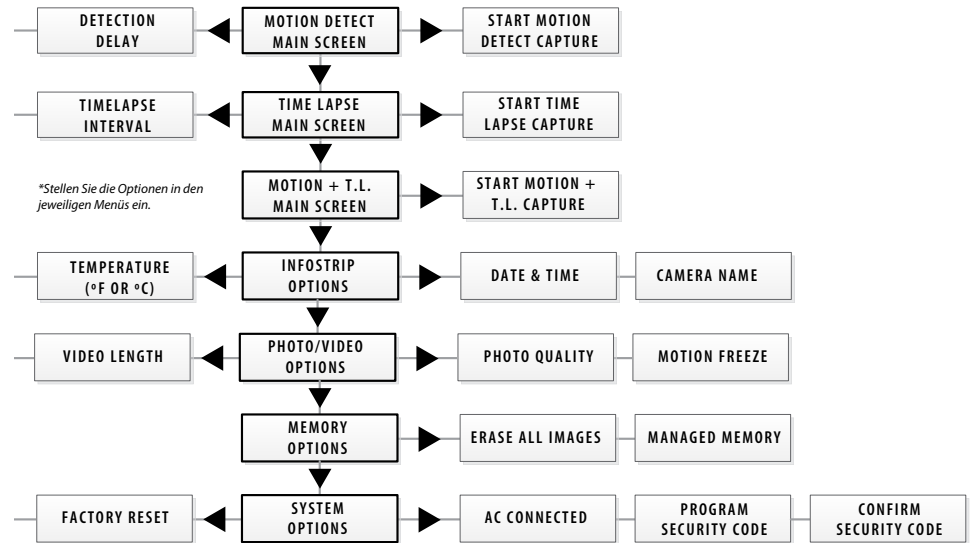 DETECTION
DELAY
MOTION DETECT
MAIN SCREEN
START MOTION
DETECT CAPTURE
TIMELAPSE
INTERVAL
TIME LAPSE
MAIN SCREEN
START TIME
LAPSE CAPTURE
*Stellen Sie die Optionen in den
jeweiligen Menüs ein.
MOTION + T.L.
MAIN SCREEN
START MOTION +
T.L. CAPTURE
TEMPERATURE
(ºF OR ºC)
INFOSTRIP
OPTIONS
DATE & TIME
CAMERA NAME
VIDEO LENGTH
PHOTO/VIDEO
OPTIONS
PHOTO QUALITY
MOTION FREEZE
MEMORY
OPTIONS
ERASE ALL IMAGES
MANAGED MEMORY
FACTORY RESET
SYSTEM
OPTIONS
AC CONNECTED
PROGRAM
SECURITY CODE
CONFIRM
SECURITY CODE